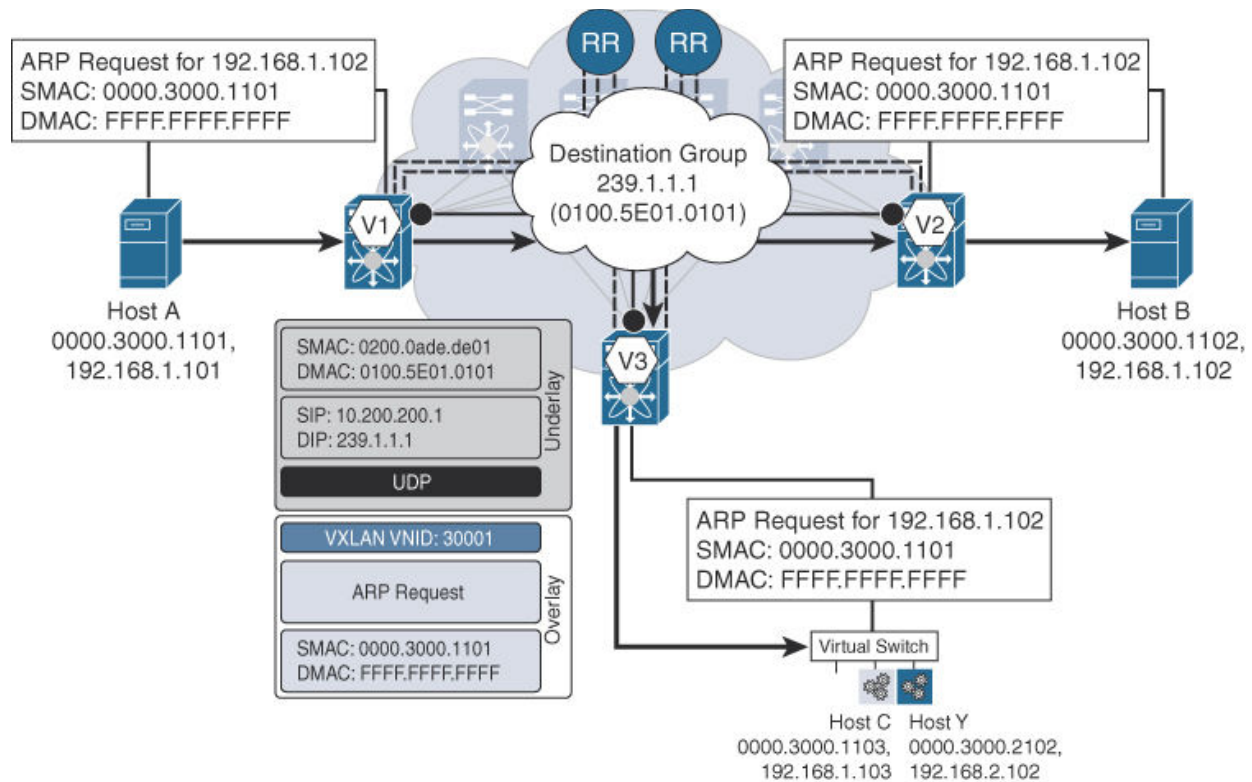 RR
RR
ARP Request for 192.168.1.102
SMAC: 0000.3000.1101
DMAC: FFFF.FFFF.FFFF
ARP Request for 192.168.1.102
SMAC: 0000.3000.1101
DMAC: FFFF.FFFF.FFFF
Destination Group
239.1.1.1
(0100.5E01.0101)
V1
V2
Host A
0000.3000.1101,
192.168.1.101
Host B
0000.3000.1102,
192.168.1.102
V3
SMAC: 0200.0ade.de01
DMAC: 0100.5E01.0101
SIP: 10.200.200.1
DIP: 239.1.1.1
UDP
Underlay
VXLAN VNID: 30001
ARP Request
SMAC: 0000.3000.1101
DMAC: FFFF.FFFF.FFFF
Overlay
ARP Request for 192.168.1.102
SMAC: 0000.3000.1101
DMAC: FFFF.FFFF.FFFF
Virtual Switch
Host C
0000.3000.1103,
192.168.1.103
Host Y
0000.3000.2102,
192.168.2.102